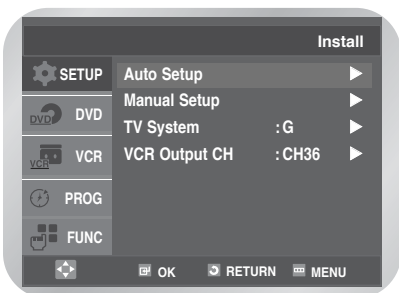 Install
SETUP
DVD
DVD
VCR
VCR
PROG
FUNC
Auto Setup
Manual Setup
TV System :G
VCR Output CH :CH36
OK RETURN MENU